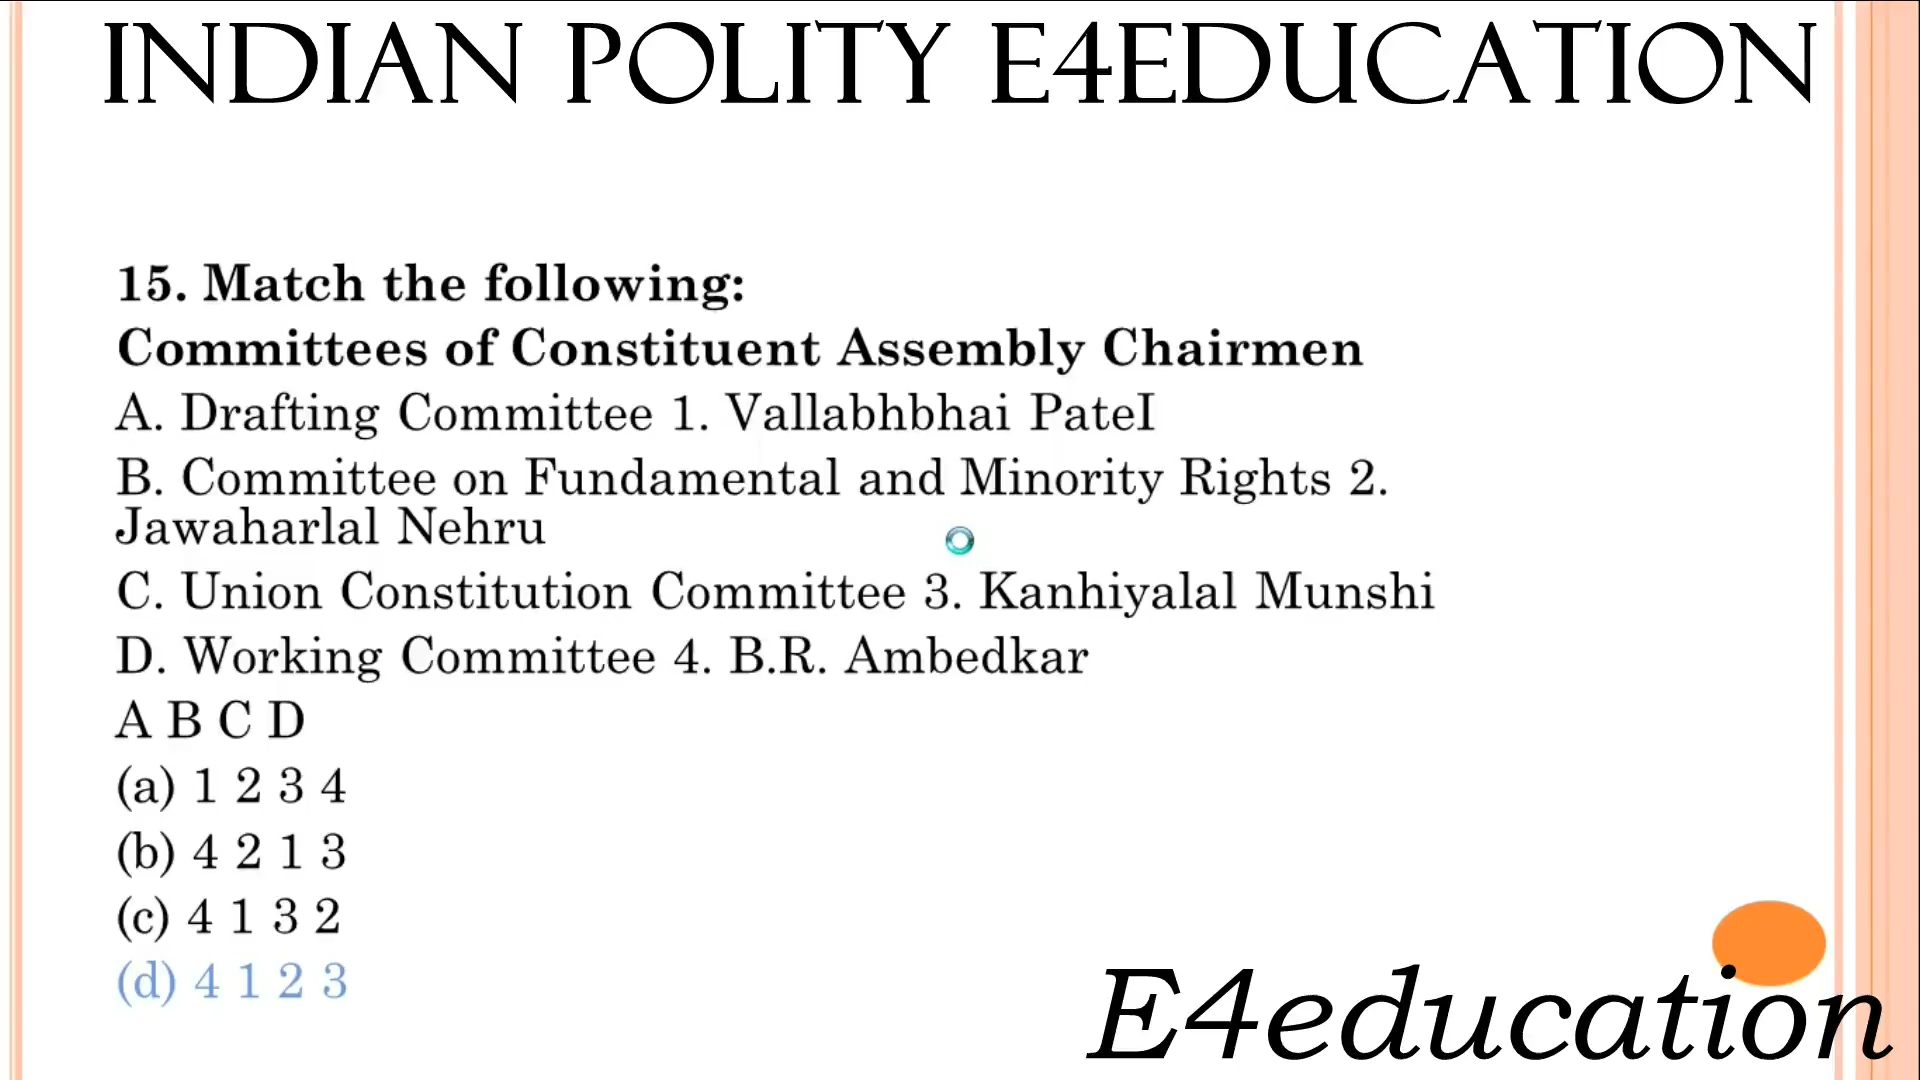 INDIAN POLITY E4EDUCATION
15. Match the following:
Committees of Constituent Assembly Chairmen
A. Drafting Committee 1. Vallabhbhai PateI
B. Committee on Fundamental and Minority Rights 2.
Jawaharlal Nehru
C. Union Constitution Committee 3. Kanhiyalal Munshi
D. Working Committee 4. B.R. Ambedkar
A B C D
(a) 1 2 3 4
(b) 4 2 1 3
(c) 4 1 3 2
(d) 4 1 2 3
E4education